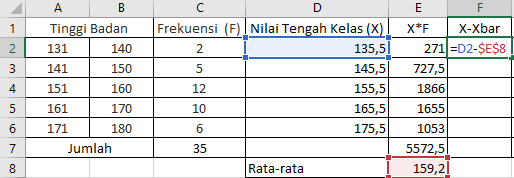 A B C D E F
1 Tinggi Badan Frekuensi (F) Nilai Tengah Kelas (X) X*F X-Xbar
2 131 140 2 135,5 271 =D2-$E$8
3 141 150 5 145,5 727,5
4 151 160 12 155,5 1866
5 161 170 10 165,5 1655
6 171 180 6 175,5 1053
7 Jumlah 35 5572,5
8 Rata-rata 159,2